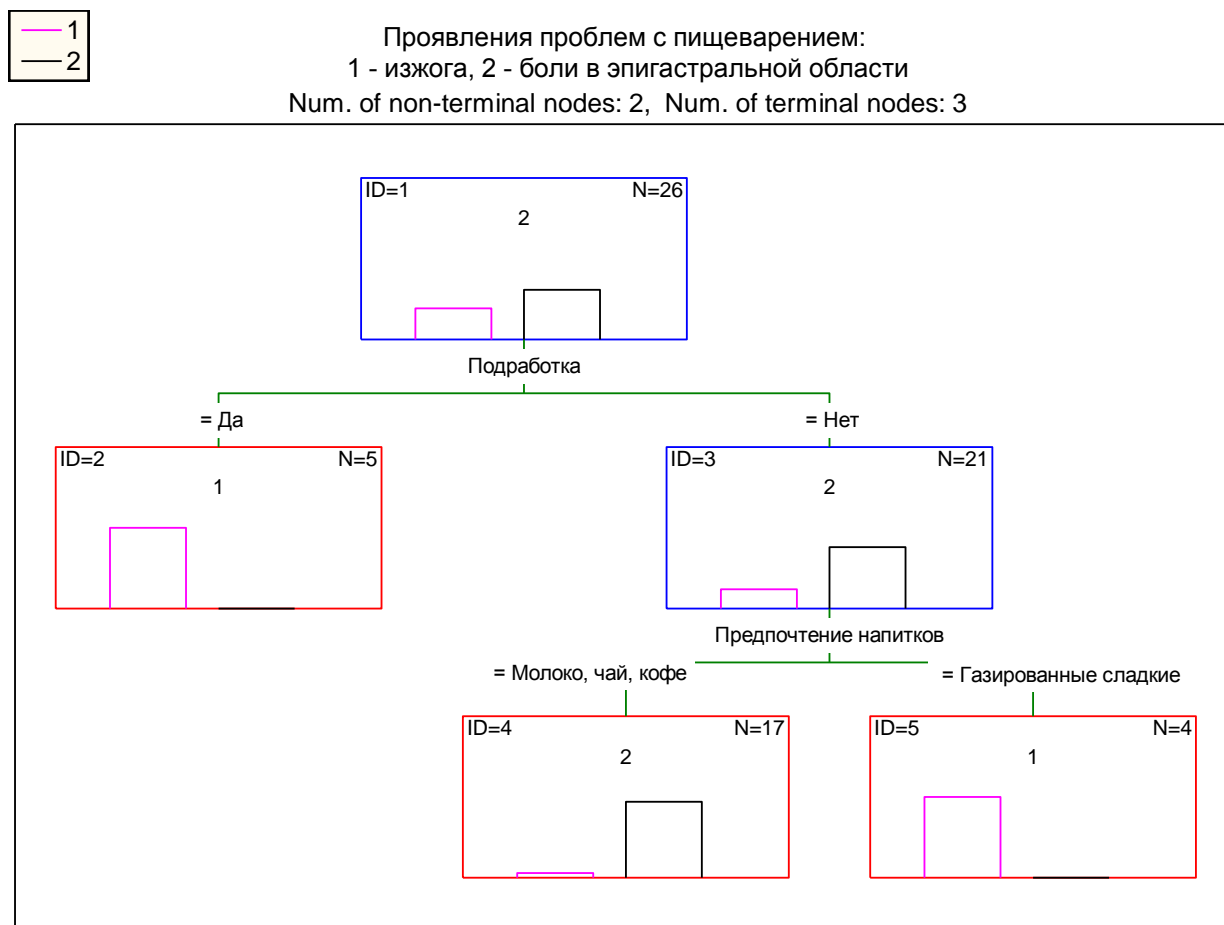 1
2
Проявления проблем с пищеварением:
1 - изжога, 2 - боли в эпигастральной области
Num. of non-terminal nodes: 2,  Num. of terminal nodes: 3
ID=1 N=26
2
Подработка
= Да = Нет
ID=2 N=5 ID=3 N=21
1 2
Предпочтение напитков
= Молоко, чай, кофе = Газированные сладкие
ID=4 N=17 ID=5 N=4
2 1